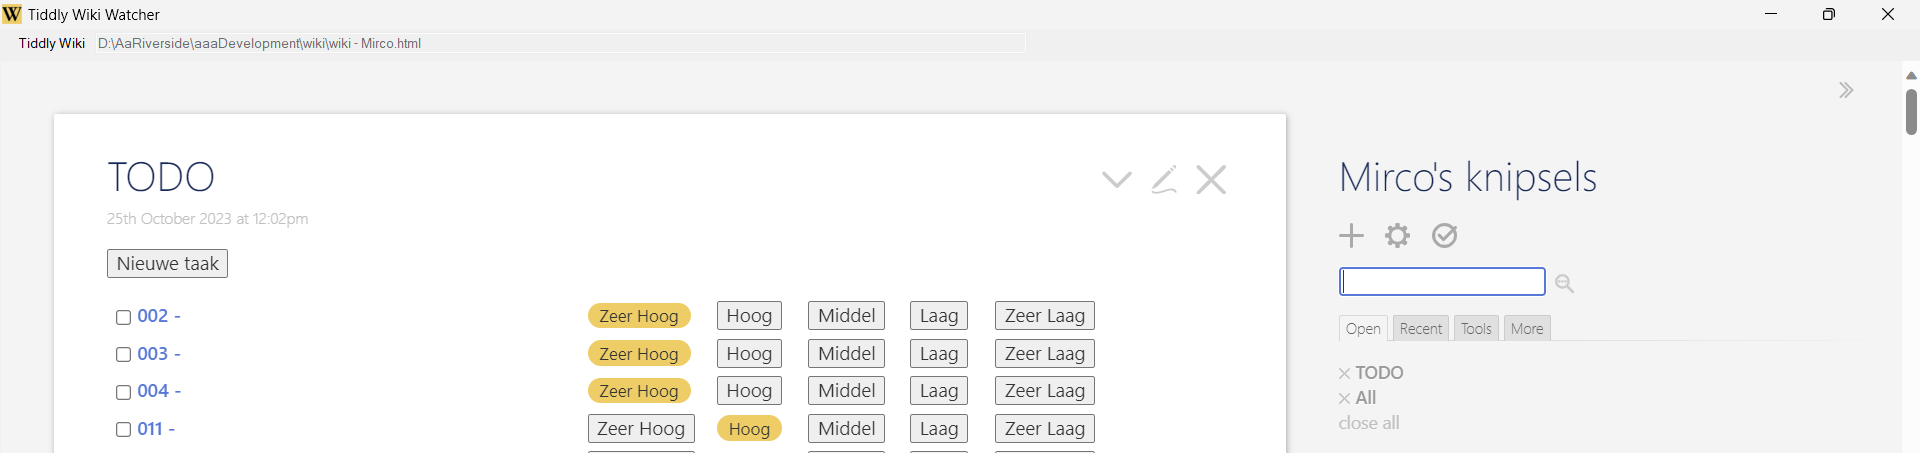 W Tiddly Wiki Watcher
Tiddly Wiki D:\AaRiverside\aaaDevelopment\wiki\wiki - Mirco.html
TODO
25th October 2023 at 12:02pm
Nieuwe taak
002 - Zeer Hoog Hoog Middel Laag Zeer Laag
003 - Zeer Hoog Hoog Middel Laag Zeer Laag
004 - Zeer Hoog Hoog Middel Laag Zeer Laag
011 - Zeer Hoog Hoog Middel Laag Zeer Laag
Mirco's knipsels
Open Recent Tools More
TODO
All
close all